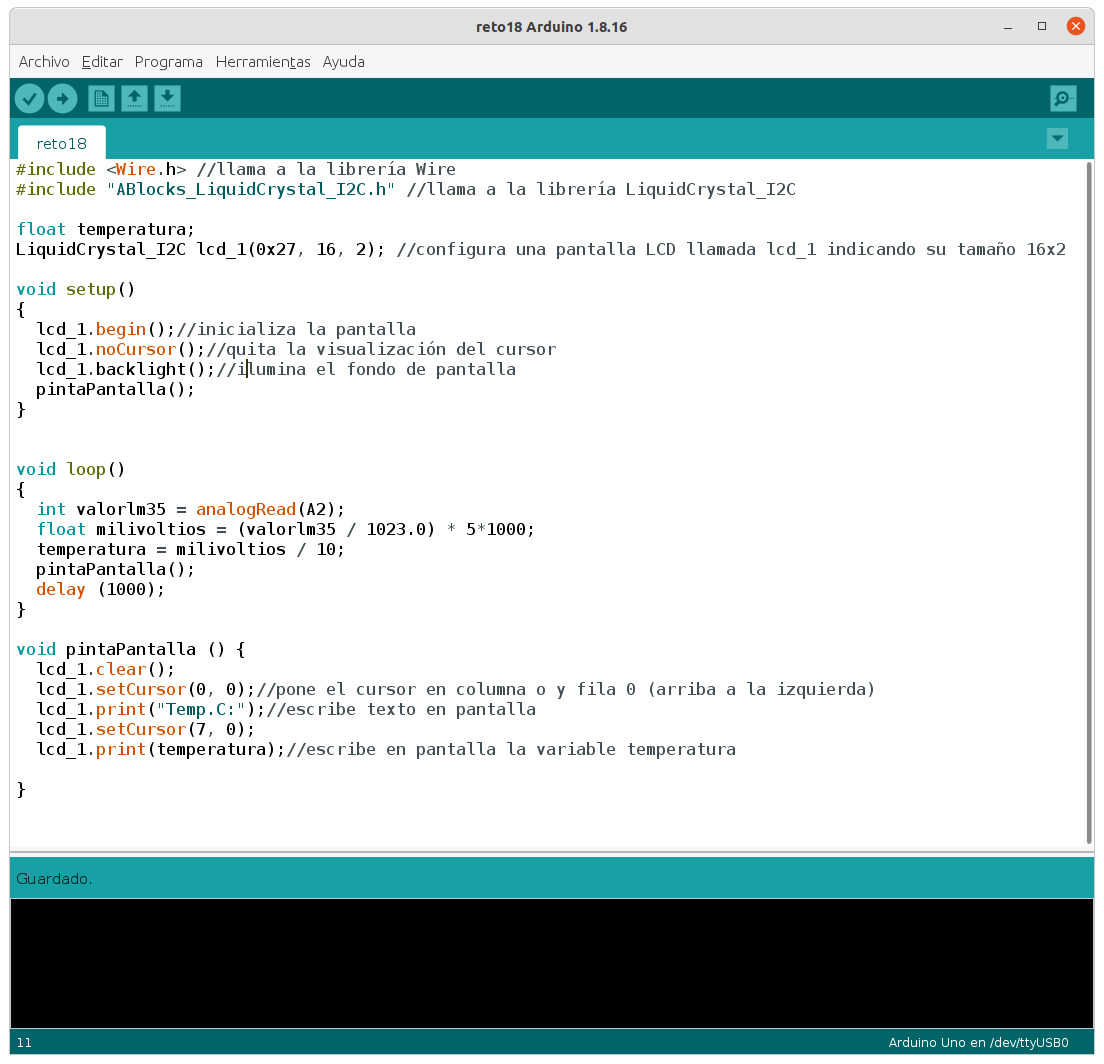 reto18 Arduino 1.8.16
Archivo Editar Programa Herramientas Ayuda
reto18
#include <Wire.h> //llama a la librería Wire
#include "ABlocks_LiquidCrystal_I2C.h" //llama a la librería LiquidCrystal_I2C
float temperatura;
LiquidCrystal_I2C lcd_1(0x27, 16, 2); //configura una pantalla LCD llamada lcd_1 indicando su tamaño 16x2
void setup()
{
  lcd_1.begin();//inicializa la pantalla
  lcd_1.noCursor();//quita la visualización del cursor
  lcd_1.backlight();//ilumina el fondo de pantalla
  pintaPantalla();
}
void loop()
{
  int valorlm35 = analogRead(A2);
  float milivoltios = (valorlm35 / 1023.0) * 5*1000;
  temperatura = milivoltios / 10;
  pintaPantalla();
  delay (1000);
}
void pintaPantalla () {
  lcd_1.clear();
  lcd_1.setCursor(0, 0);//pone el cursor en columna o y fila 0 (arriba a la izquierda)
  lcd_1.print("Temp.C:");//escribe texto en pantalla
  lcd_1.setCursor(7, 0);
  lcd_1.print(temperatura);//escribe en pantalla la variable temperatura
}
Guardado.
11 Arduino Uno en /dev/ttyUSB0